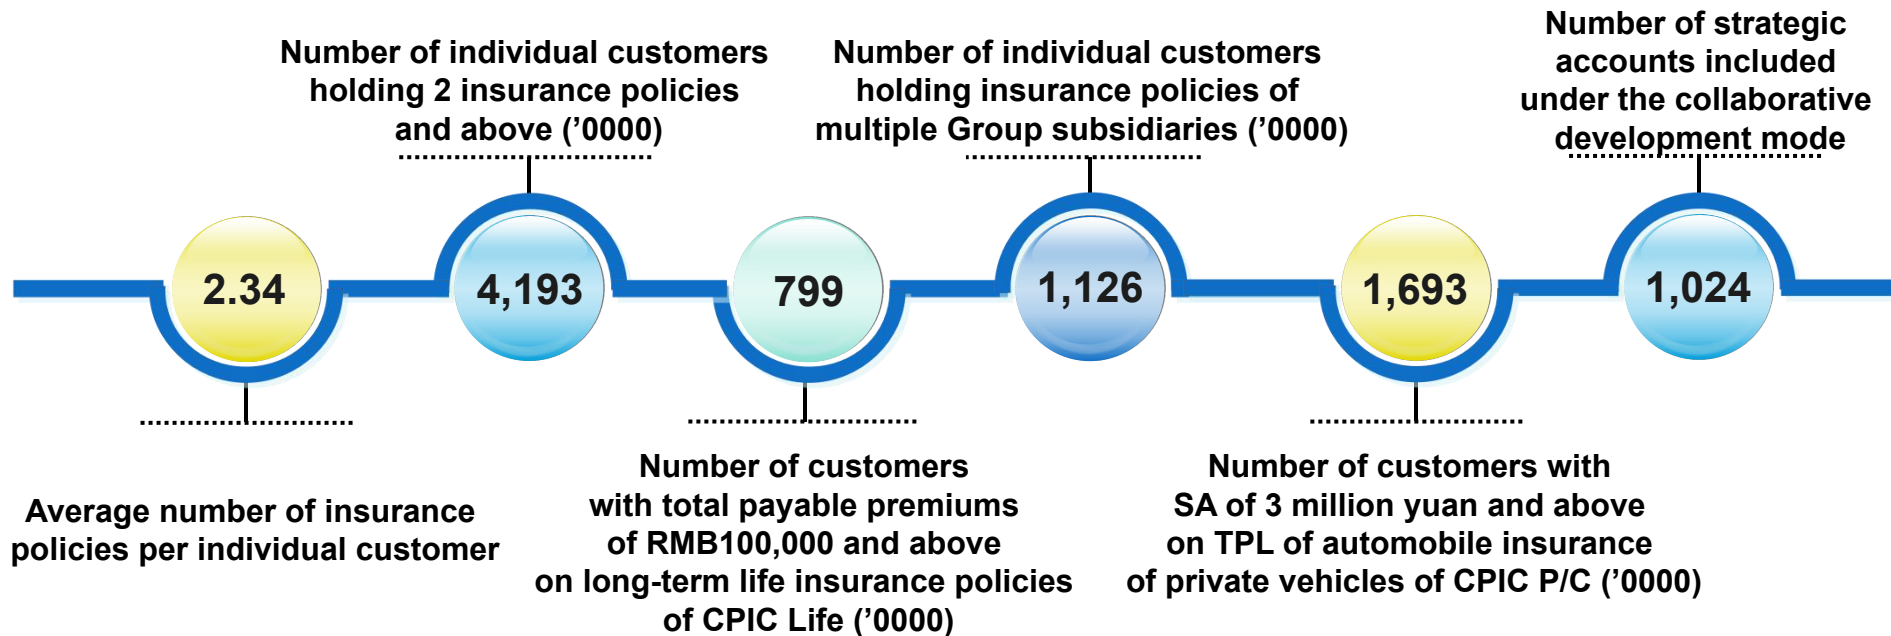 Number of individual customers
holding 2 insurance policies
and above (’0000)
Number of individual customers
holding insurance policies of
multiple Group subsidiaries (’0000)
Number of strategic
accounts included
under the collaborative
development mode
2.34
4,193
799
1,126
1,693
1,024
Average number of insurance
policies per individual customer
Number of customers
with total payable premiums
of RMB100,000 and above
on long-term life insurance policies
of CPIC Life (’0000)
Number of customers with
SA of 3 million yuan and above
on TPL of automobile insurance
of private vehicles of CPIC P/C (’0000)